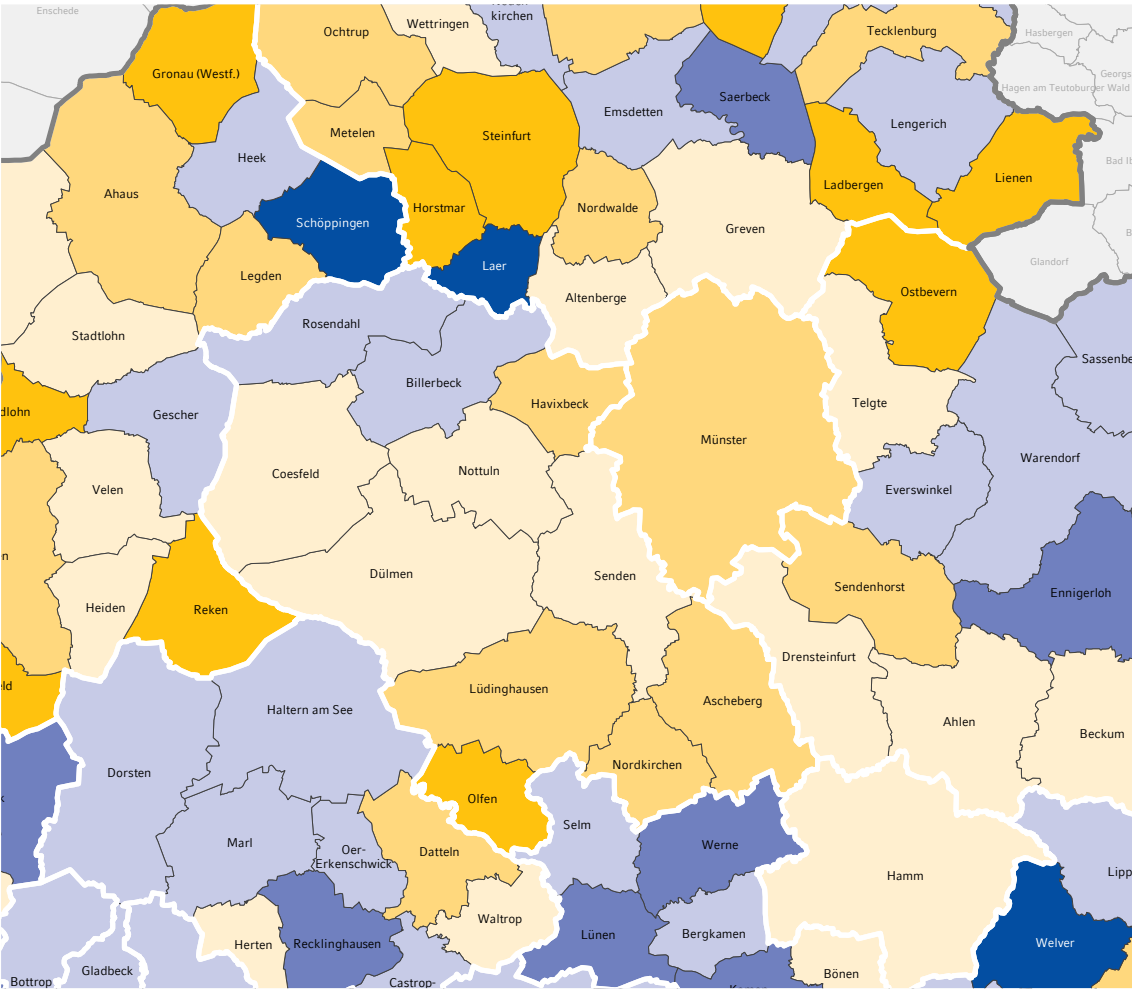 Enschede
kirchen
Wettringen
Ochtrup
Tecklenburg
Hasbergen
Gronau (Westf.)
Georgs
Hagen am Teutoburger Wald
Saerbeck
Emsdetten
Lengerich
Metelen
Steinfurt
Heek
Bad Ib
Lienen
Ladbergen
Ahaus
Horstmar
Nordwalde
Schöppingen
Greven
B
Glandorf
Laer
Legden
Ostbevern
Altenberge
Rosendahl
Stadtlohn
Sassenbe
Billerbeck
Telgte
Havixbeck
dlohn
Gescher
Münster
Warendorf
Nottuln
Coesfeld
Velen
Everswinkel
n
Dülmen
Senden
Sendenhorst
Ennigerloh
Heiden
Reken
Drensteinfurt
eld
Lüdinghausen
Ascheberg
Haltern am See
Ahlen
Beckum
Nordkirchen
Dorsten
k
Olfen
Selm
Marl
Werne
Oer-
Erkenschwick
Datteln
Hamm
Lipp
Waltrop
Lünen
Bergkamen
Herten
Recklinghausen
Welver
Gladbeck
Bönen
Bottrop
Castrop-